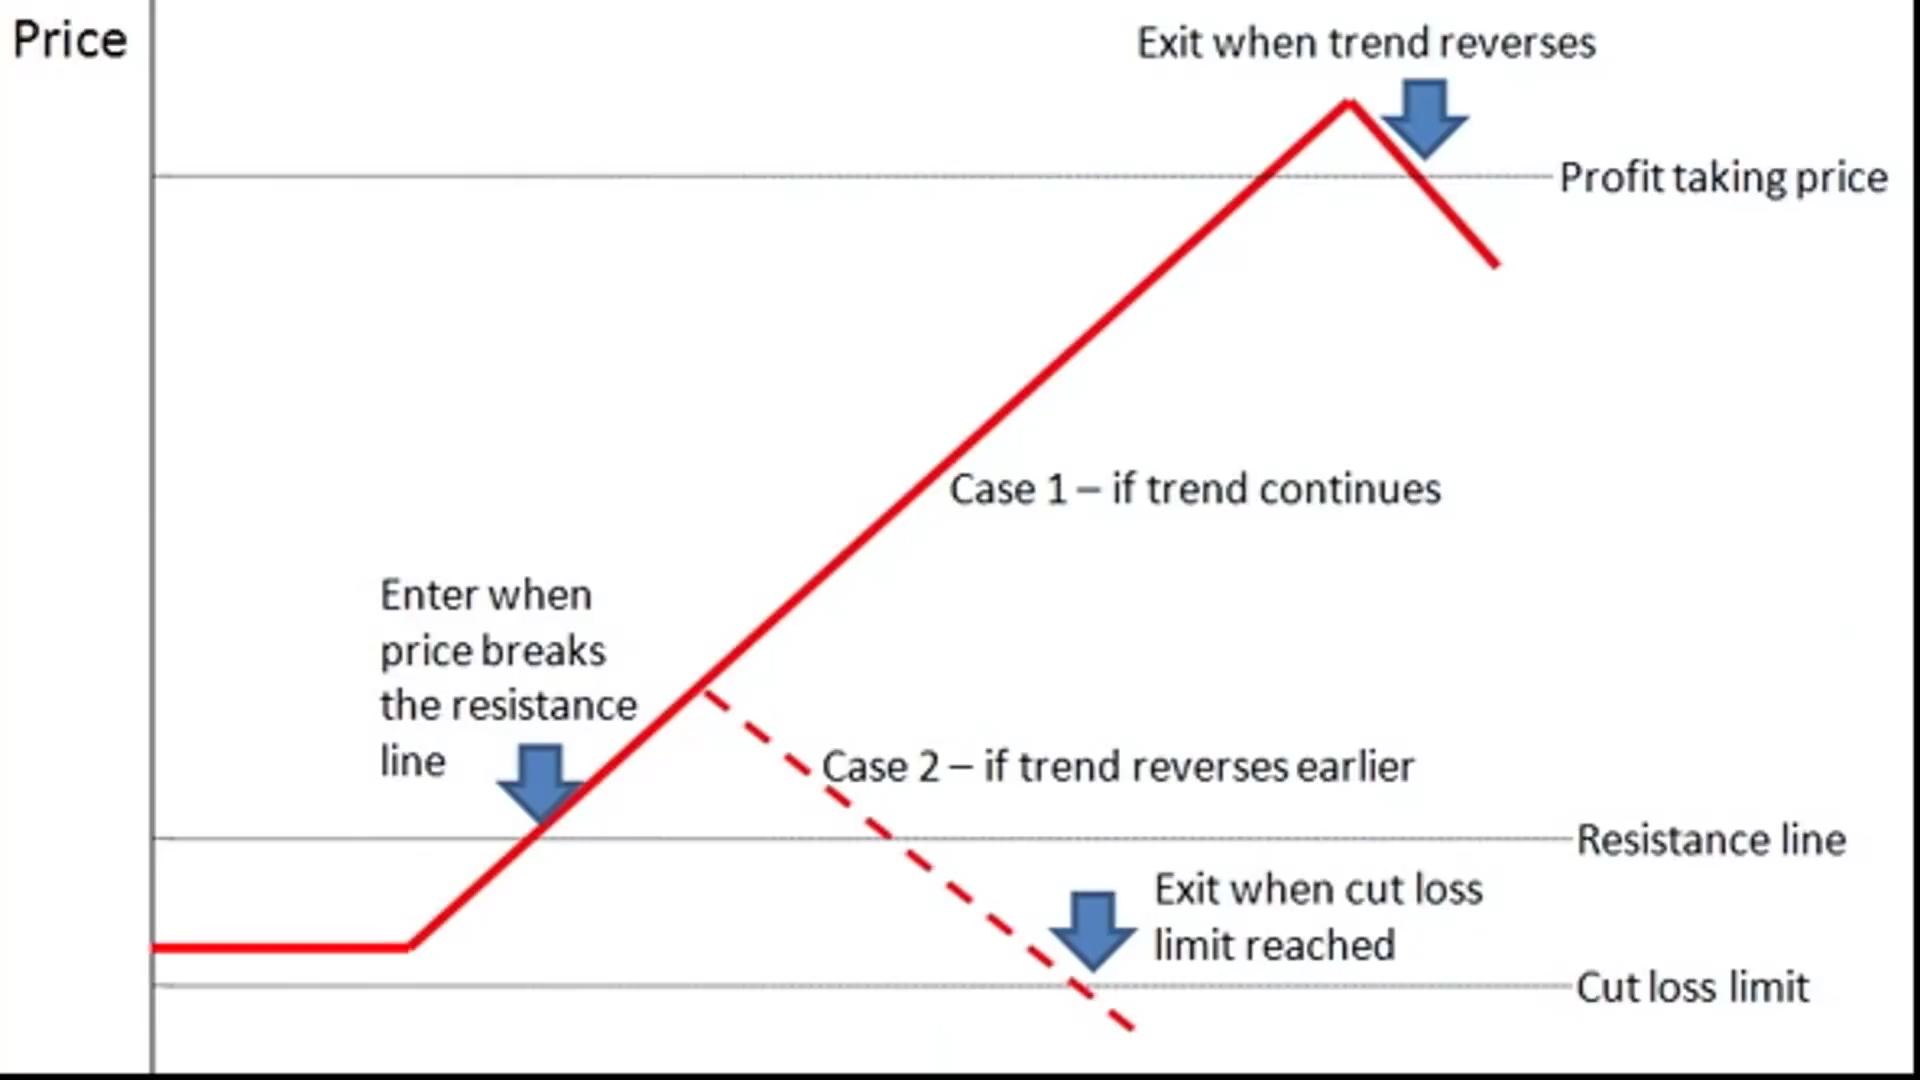 Price
Exit when trend reverses
Profit taking price
Case 1 – if trend continues
Enter when
price breaks
the resistance
line
Case 2 – if trend reverses earlier
Resistance line
Exit when cut loss
limit reached
Cut loss limit